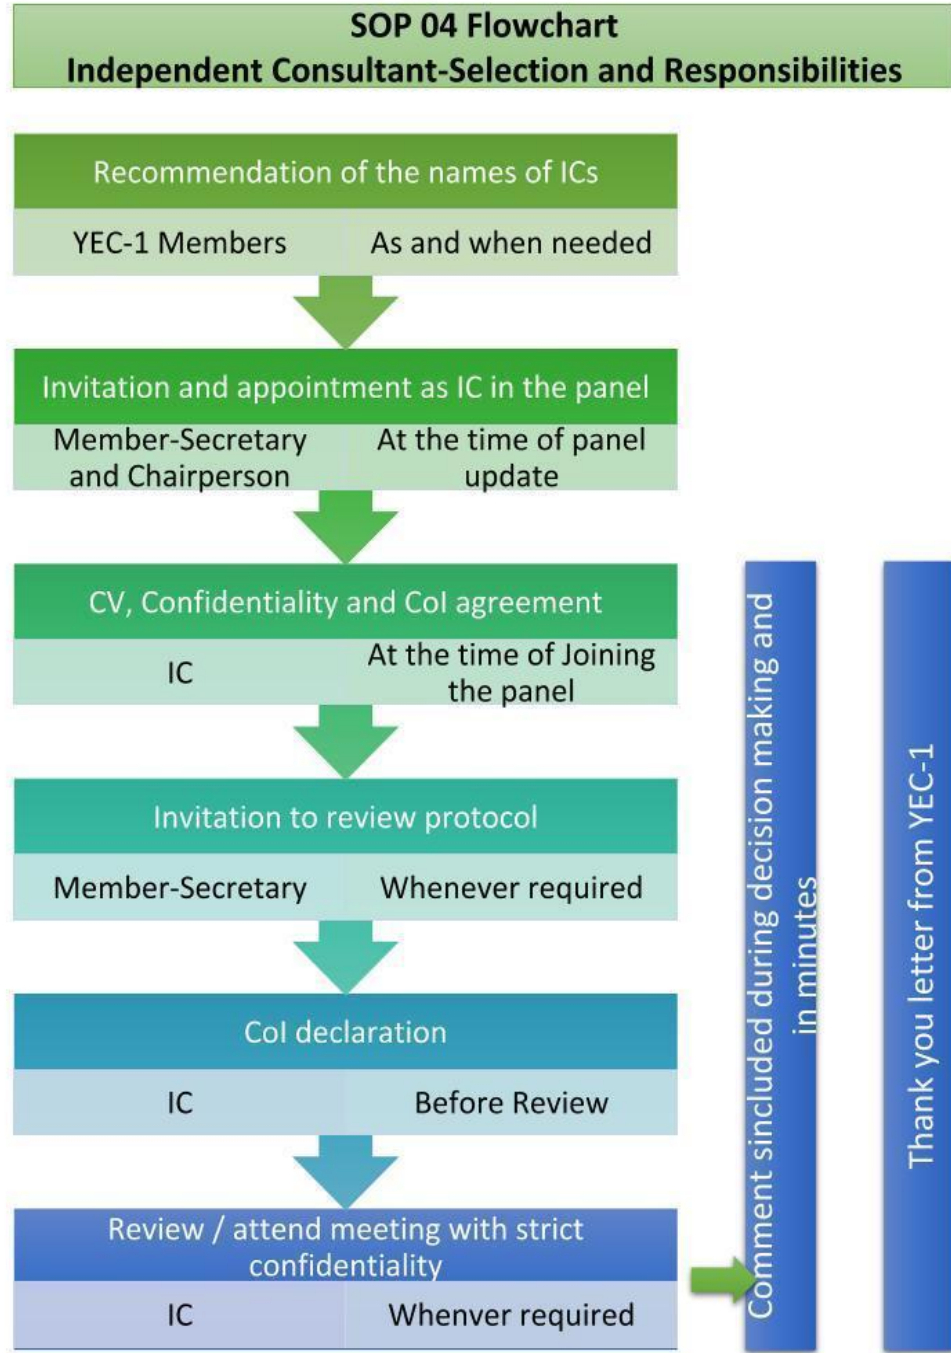 SOP 04 Flowchart
Independent Consultant-Selection and Responsibilities
Recommendation of the names of ICs
YEC-1 Members
As and when needed
Invitation and appointment as IC in the panel
Member-Secretary
and Chairperson
At the time of panel
update
CV, Confidentiality and CoI agreement
IC
At the time of Joining
the panel
Invitation to review protocol
Member-Secretary
Whenever required
CoI declaration
IC
Before Review
Review / attend meeting with strict
confidentiality
IC
Whenver required
Comment sincluded during decision making and
in minutes
Thank you letter from YEC-1